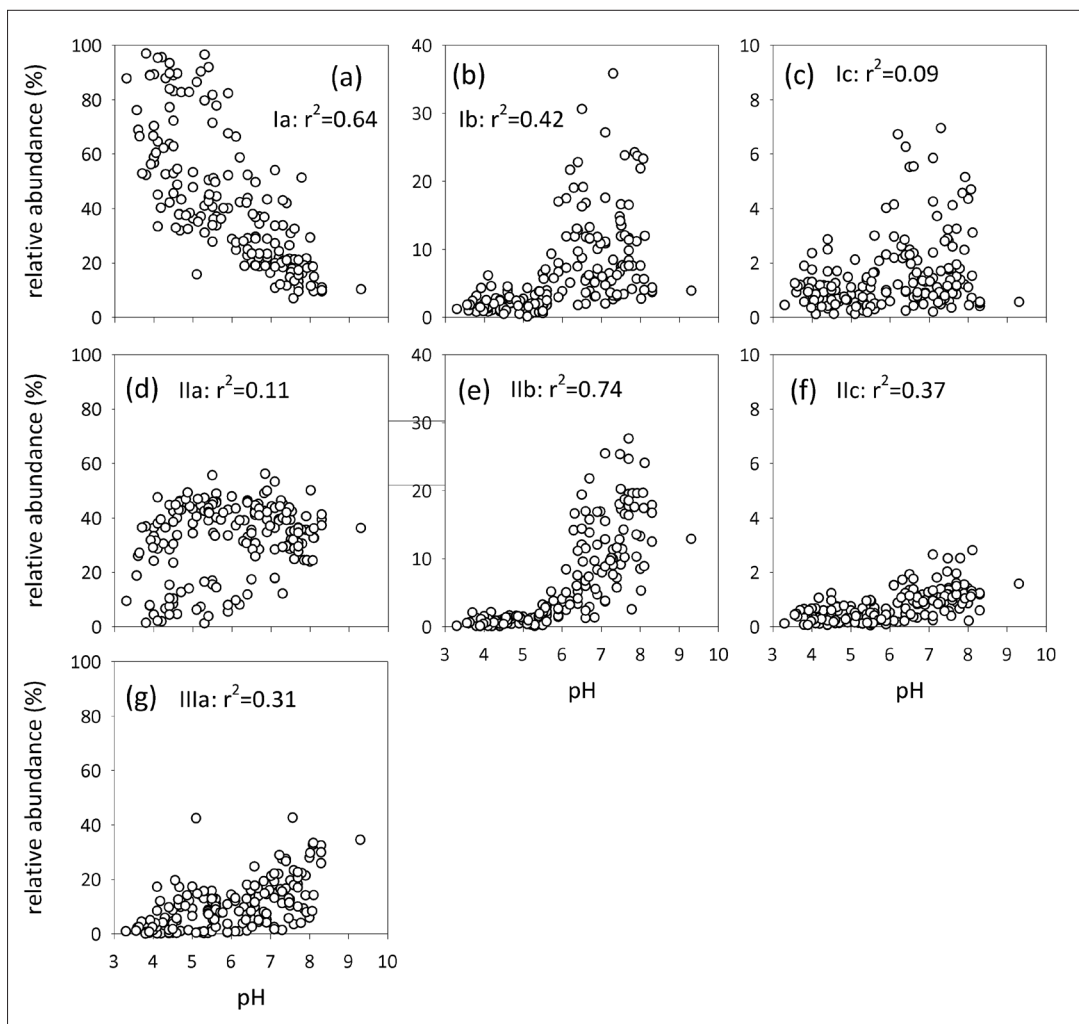 relative abundance (%)
100
80
60
40
20
0
(a)
Ia: r²=0.64
40
30
20
10
0
(b)
Ib: r²=0.42
10
8
6
4
2
0
(c)
Ic: r²=0.09
relative abundance (%)
100
80
60
40
20
0
(d) IIa: r²=0.11
40
30
20
10
0
(e) IIb: r²=0.74
3 4 5 6 7 8 9 10
pH
10
8
6
4
2
0
(f) IIc: r²=0.37
3 4 5 6 7 8 9 10
pH
relative abundance (%)
100
80
60
40
20
0
(g) IIIa: r²=0.31
3 4 5 6 7 8 9 10
pH